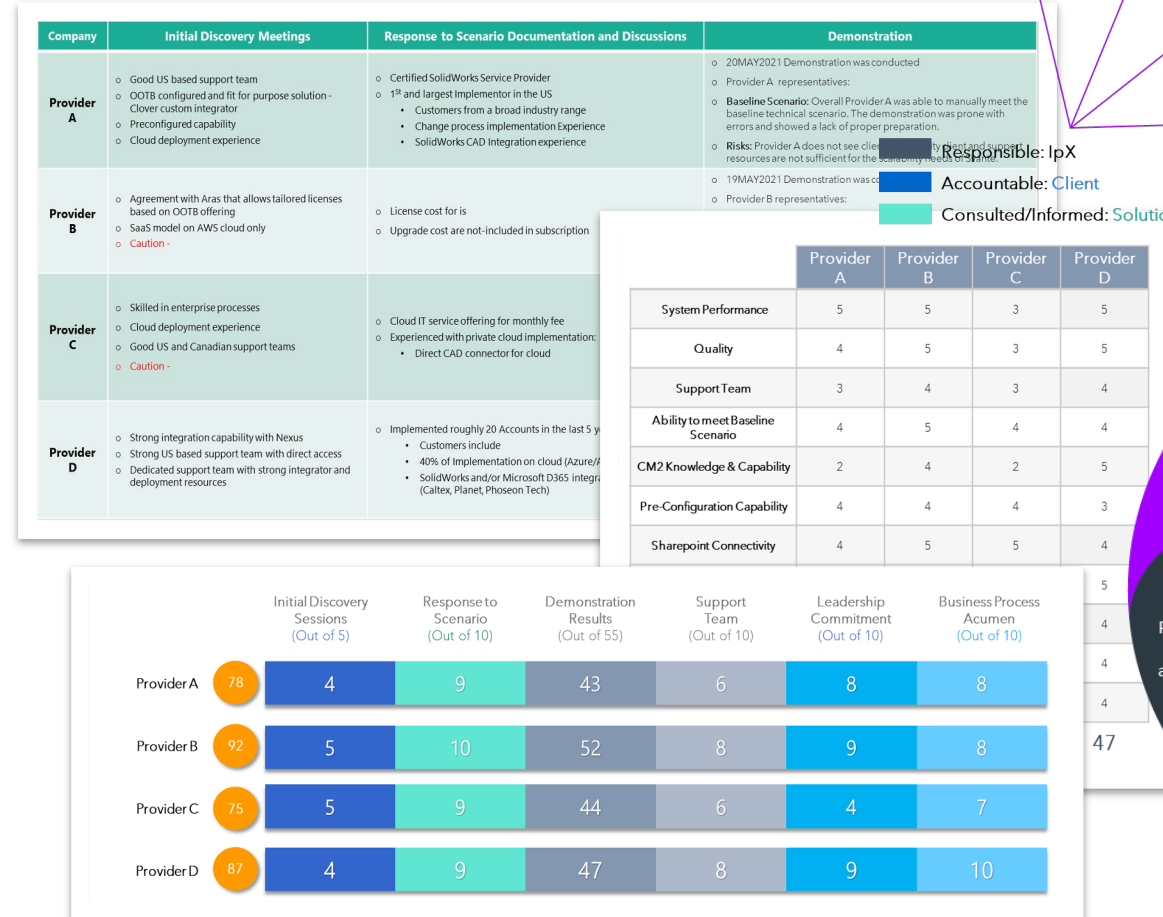 Company
Initial Discovery Meetings
Response to Scenario Documentation and Discussions
Demonstration
Provider
A
o Good US based support team
o OOTB configured and fit for purpose solution -
Clover custom integrator
o Preconfigured capability
o Cloud deployment experience
o Certified SolidWorks Service Provider
o 1St and largest Implementor in the US
• Customers from a broad industry range
• Change process implementation Experience
• SolidWorks CAD Integration experience
o 20MAY2021 Demonstration was conducted
o Provider A representatives:
o Baseline Scenario: Overall Provider A was able to manually meet the
baseline technical scenario. The demonstration was prone with
errors and showed a lack of proper preparation.
o Risks: Provider A does not see
resources are not sufficient for the scalability needs of
Provider
B
o Agreement with Aras that allows tailored licenses
based on OOTB offering
o SaaS model on AWS cloud only
o Caution -
o License cost for is
o Upgrade cost are not-included in subscription
o 19MAY2021 Demonstration was
o Provider B representatives:
Provider
C
o Skilled in enterprise processes
o Cloud deployment experience
o Good US and Canadian support teams
o Caution -
o Cloud IT service offering for monthly fee
o Experienced with private cloud implementation:
• Direct CAD connector for cloud
Provider
D
o Strong integration capability with Nexus
o Strong US based support team with direct access
o Dedicated support team with strong integrator and
deployment resources
o Implemented roughly 20 Accounts in the last 5
• Customers include
• 40% of Implementation on cloud (Azure/
• SolidWorks and/or Microsoft D365
(Caltex, Planet, Phoseon Tech)
Responsible: IpX
Accountable: Client
Consulted/Informed:
Provider A Provider B Provider C Provider D
System Performance 5 5 3 5
Quality 4 5 3 5
Support Team 3 4 3 4
Ability to meet Baseline Scenario 4 5 4 4
CM2 Knowledge & Capability 2 4 2 5
Pre-Configuration Capability 4 4 4 3
Sharepoint Connectivity 4 5 5 4
5
4
4
4
47
Initial Discovery Sessions (Out of 5)
Response to Scenario (Out of 10)
Demonstration Results (Out of 55)
Support Team (Out of 10)
Leadership Commitment (Out of 10)
Business Process Acumen (Out of 10)
Provider A 78 4 9 43 6 8 8
Provider B 92 5 10 52 8 9 8
Provider C 75 5 9 44 6 4 7
Provider D 87 4 9 47 8 9 10